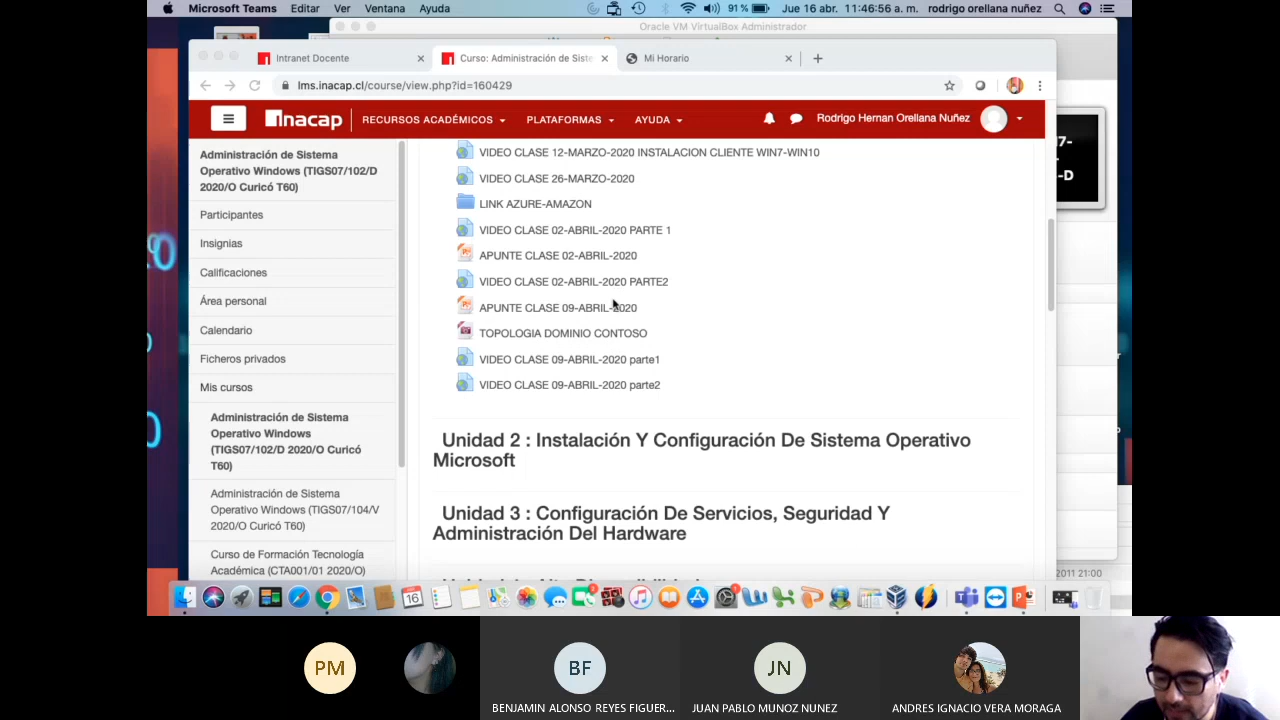 Microsoft Teams Editar Ver Ventana Ayuda 91 % Jue 16 abr. 11:46:56 a. m. rodrigo orellana nuñez
Oracle VM VirtualBox Administrador
Intranet Docente
Curso: Administración de Siste
Mi Horario
lms.inacap.cl/course/view.php?id=160429
Inacap RECURSOS ACADÉMICOS PLATAFORMAS AYUDA Rodrigo Hernan Orellana Nuñez
Administración de Sistema
Operativo Windows (TIGS07/102/D
2020/O Curicó T60)
Participantes
Insignias
Calificaciones
Área personal
Calendario
Ficheros privados
Mis cursos
Administración de Sistema
Operativo Windows
(TIGS07/102/D 2020/O Curicó
T60)
Administración de Sistema
Operativo Windows (TIGS07/104/V
2020/O Curicó T60)
Curso de Formación Tecnología
Académica (CTA001/01 2020/O)
VIDEO CLASE 12-MARZO-2020 INSTALACION CLIENTE WIN7-WIN10
VIDEO CLASE 26-MARZO-2020
LINK AZURE-AMAZON
VIDEO CLASE 02-ABRIL-2020 PARTE 1
APUNTE CLASE 02-ABRIL-2020
VIDEO CLASE 02-ABRIL-2020 PARTE2
APUNTE CLASE 09-ABRIL-2020
TOPOLOGIA DOMINIO CONTOSO
VIDEO CLASE 09-ABRIL-2020 parte1
VIDEO CLASE 09-ABRIL-2020 parte2
Unidad 2 : Instalación Y Configuración De Sistema Operativo
Microsoft
Unidad 3 : Configuración De Servicios, Seguridad Y
Administración Del Hardware
7-
-D
2011 21:00
16
PM
BF
JN
BENJAMIN ALONSO REYES FIGUER...
JUAN PABLO MUNOZ NUNEZ
ANDRES IGNACIO VERA MORAGA